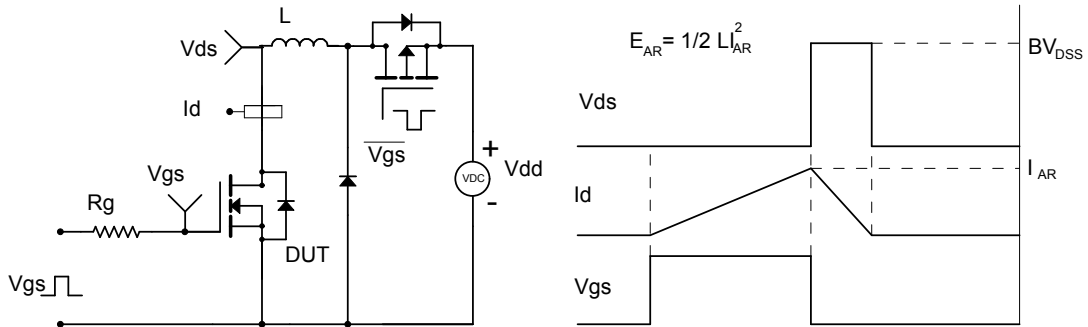 L
Vds
Id
Vgs
Rg
DUT
Vgs
Vgs
+
VDC
Vdd
-
E_AR = 1/2 LI_AR^2
BV_DSS
Vds
I_AR
Id
Vgs